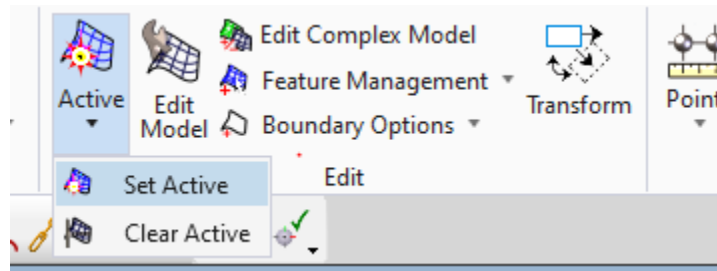 Active
Edit
Model
Edit Complex Model
Feature Management
Boundary Options
Transform
Point
Edit
Set Active
Clear Active